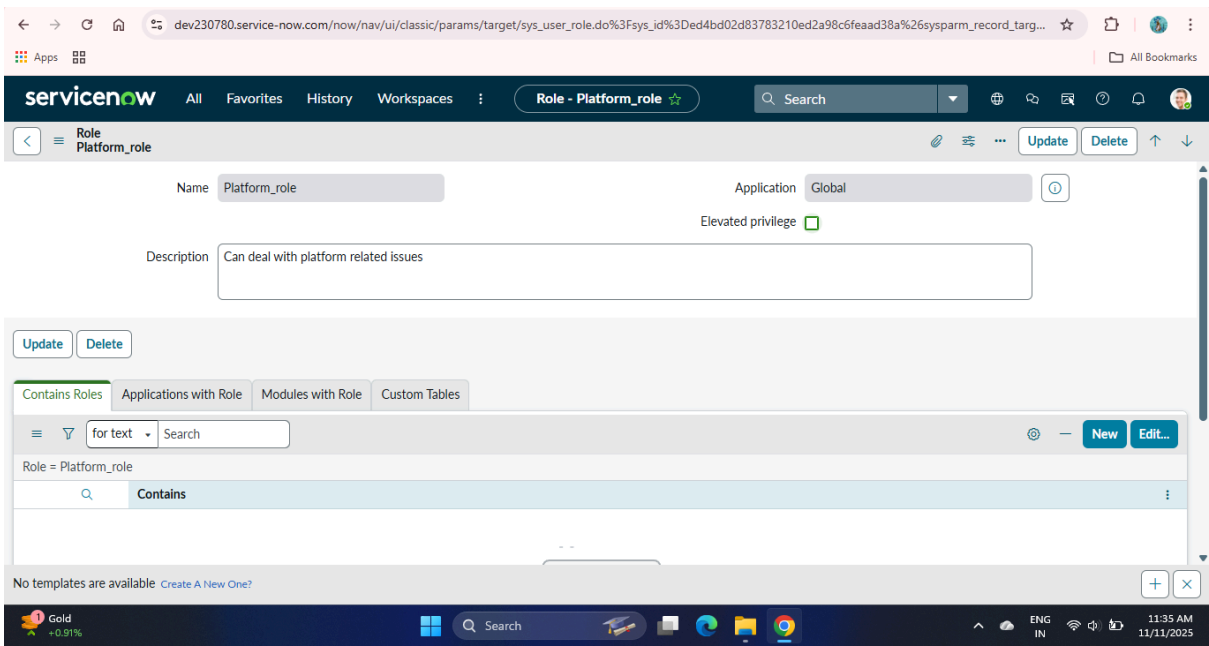 dev230780.service-now.com/now/nav/ui/classic/params/target/sys_user_role.do%3Fsys_id%3Ded4bd02d83783210ed2a98c6feaad38a%26sysparm_record_targ...
Apps
All Bookmarks
servicenow All Favorites History Workspaces Role - Platform_role Search
Role
Platform_role
Update Delete
Name Platform_role Application Global
Elevated privilege
Description Can deal with platform related issues
Update Delete
Contains Roles Applications with Role Modules with Role Custom Tables
for text Search New Edit...
Role = Platform_role
Contains
No templates are available Create A New One?
1 Gold
+0.91%
Search
ENG
IN
11:35 AM
11/11/2025